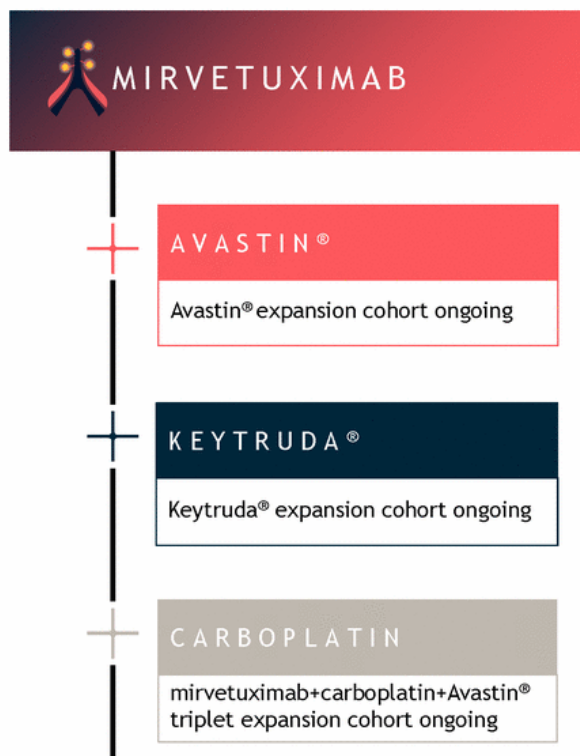 MIRVETUXIMAB
AVASTIN®
Avastin® expansion cohort ongoing
KEYTRUDA®
Keytruda® expansion cohort ongoing
CARBOPLATIN
mirvetuximab+carboplatin+Avastin®
triplet expansion cohort ongoing